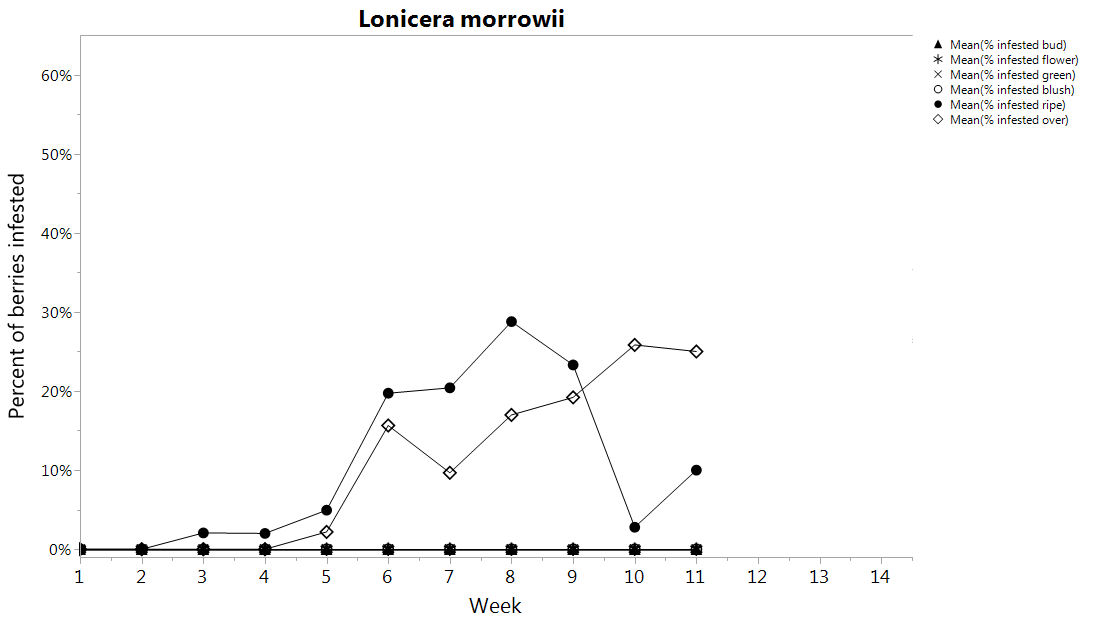 Lonicera morrowii
Mean(% infested bud)
Mean(% infested flower)
Mean(% infested green)
Mean(% infested blush)
Mean(% infested ripe)
Mean(% infested over)
Percent of berries infested
60%
50%
40%
30%
20%
10%
0%
1 2 3 4 5 6 7 8 9 10 11 12 13 14
Week